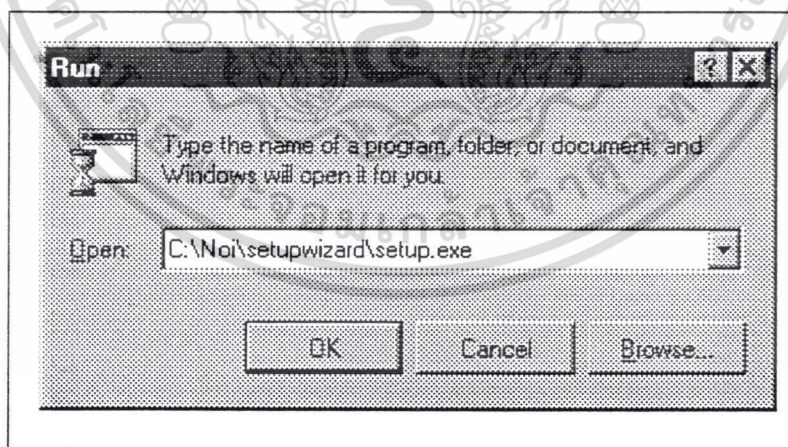 Run
Type the name of a program, folder, or document, and
Windows will open it for you.
Open: C:\Noi\setupwizard\setup.exe
OK Cancel Browse...